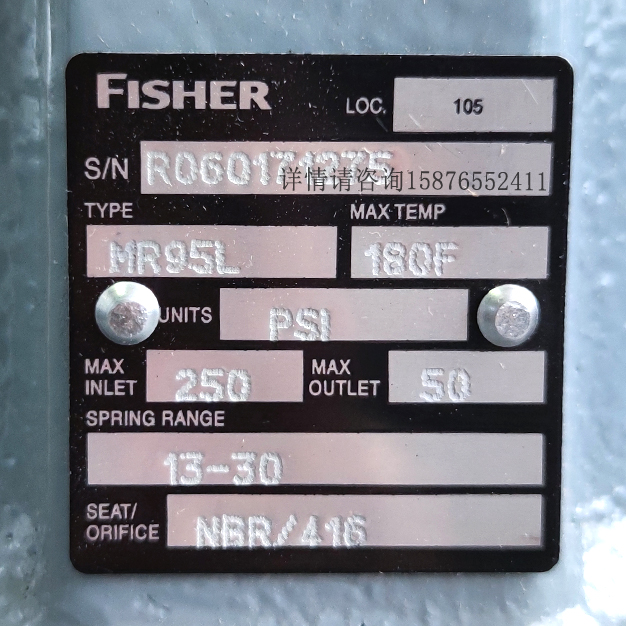 FISHER
LOC. 105
S/N
详情请咨询15876552411
TYPE MAX TEMP
MR95L 180F
UNITS PSI
MAX INLET 250 MAX OUTLET 50
SPRING RANGE
13-30
SEAT/ORIFICE NBR/416